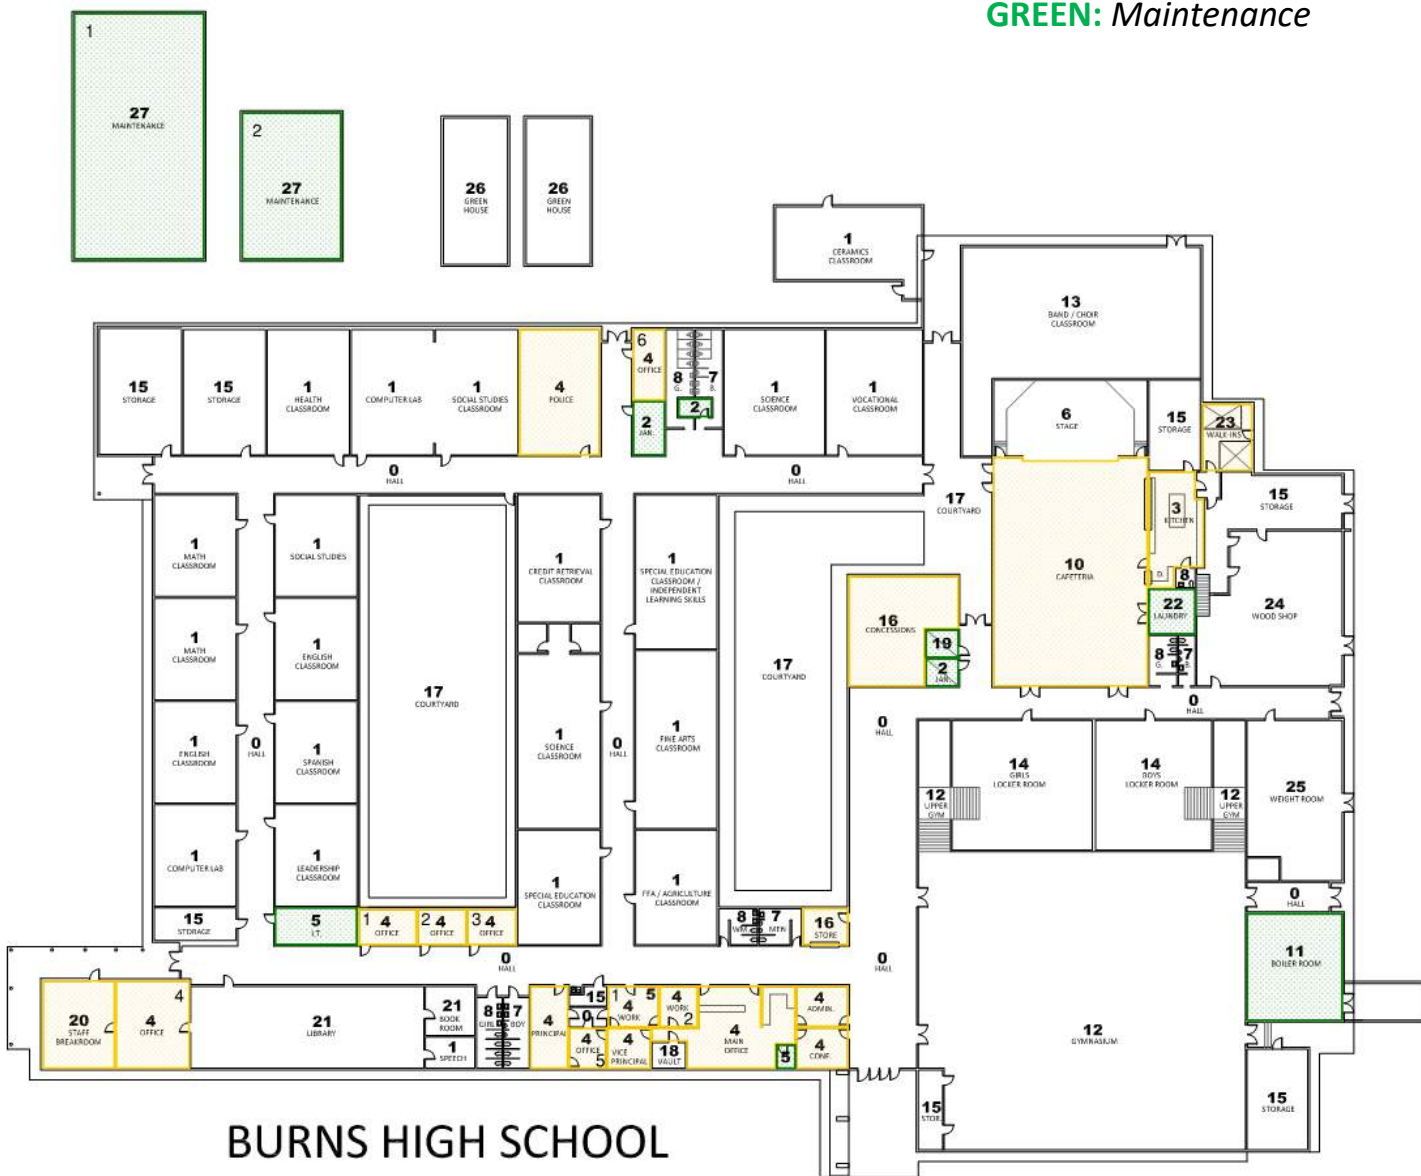 GREEN: Maintenance
1
27
MAINTENANCE
2
27
MAINTENANCE
26
GREEN
HOUSE
26
GREEN
HOUSE
1
CERAMICS
CLASSROOM
13
BAND / CHOIR
CLASSROOM
15
STORAGE
15
STORAGE
1
HEALTH
CLASSROOM
1
COMPUTER LAB
1
SOCIAL STUDIES
CLASSROOM
4
POLICE
6
4
OFFICE
2
JAN.
8
G.
7
B.
2
1
SCIENCE
CLASSROOM
1
VOCATIONAL
CLASSROOM
6
STAGE
15
STORAGE
23
WALK-INS
0
HALL
0
HALL
17
COURTYARD
3
KITCHEN
D.
15
STORAGE
1
MATH
CLASSROOM
1
SOCIAL STUDIES
1
CREDIT RETRIEVAL
CLASSROOM
1
SPECIAL EDUCATION
CLASSROOM /
INDEPENDENT
LEARNING SKILLS
10
CAFETERIA
8
22
LAUNDRY
24
WOOD SHOP
16
CONCESSIONS
19
2
JAN.
8
G.
7
B.
1
MATH
CLASSROOM
1
ENGLISH
CLASSROOM
17
COURTYARD
17
COURTYARD
0
HALL
0
HALL
1
ENGLISH
CLASSROOM
0
HALL
1
SPANISH
CLASSROOM
1
SCIENCE
CLASSROOM
0
HALL
1
FINE ARTS
CLASSROOM
14
GIRLS
LOCKER ROOM
14
BOYS
LOCKER ROOM
12
UPPER
GYM
12
UPPER
GYM
25
WEIGHT ROOM
1
COMPUTER LAB
1
LEADERSHIP
CLASSROOM
1
SPECIAL EDUCATION
CLASSROOM
1
FFA / AGRICULTURE
CLASSROOM
0
HALL
15
STORAGE
5
I.T.
1
4
OFFICE
2
4
OFFICE
3
4
OFFICE
8
WM.
7
MEN
16
STORE
11
BOILER ROOM
0
HALL
0
HALL
20
STAFF
BREAKROOM
4
4
OFFICE
21
LIBRARY
21
BOOK
ROOM
1
SPEECH
8
GIRL
7
BOY
4
PRINCIPAL
15
0
4
OFFICE
5
1
5
4
WORK
4
WORK
2
4
VICE
PRINCIPAL
18
VAULT
4
MAIN
OFFICE
5
4
ADMIN.
4
CONF.
12
GYMNASIUM
15
STOR.
15
STORAGE
BURNS HIGH SCHOOL